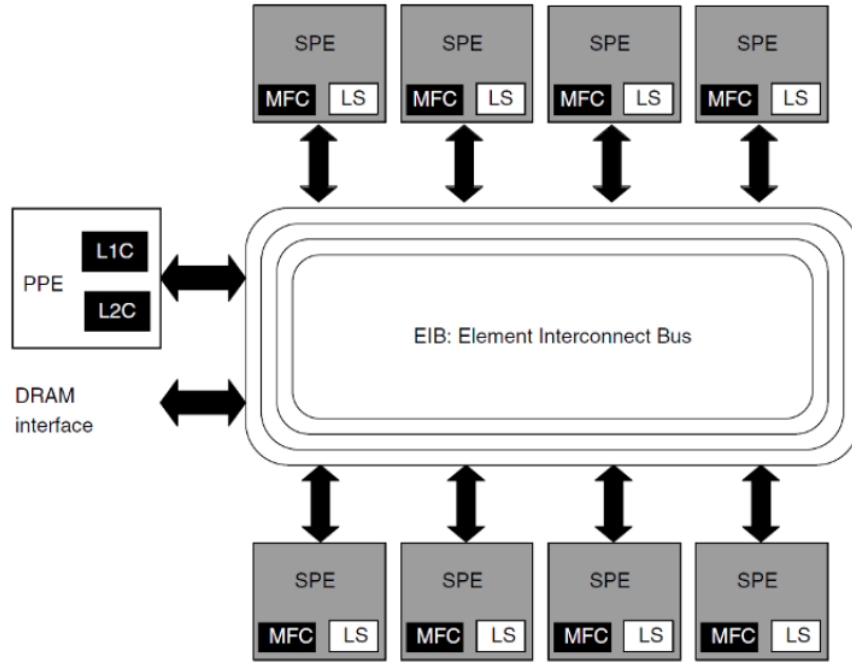 SPE SPE SPE SPE
MFC LS MFC LS MFC LS MFC LS
L1C
PPE
L2C
EIB: Element Interconnect Bus
DRAM
interface
SPE SPE SPE SPE
MFC LS MFC LS MFC LS MFC LS